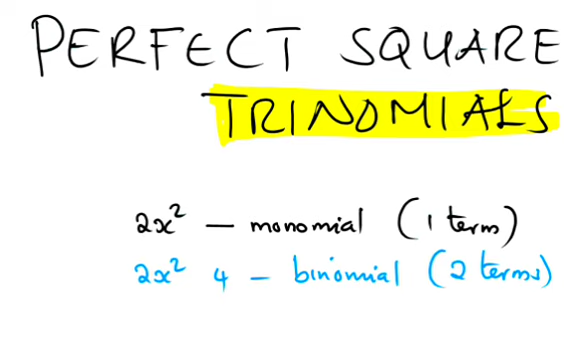 PERFECT SQUARE
TRINOMIALS
2x² – monomial (1 term)
2x² 4 – binomial (2 terms)